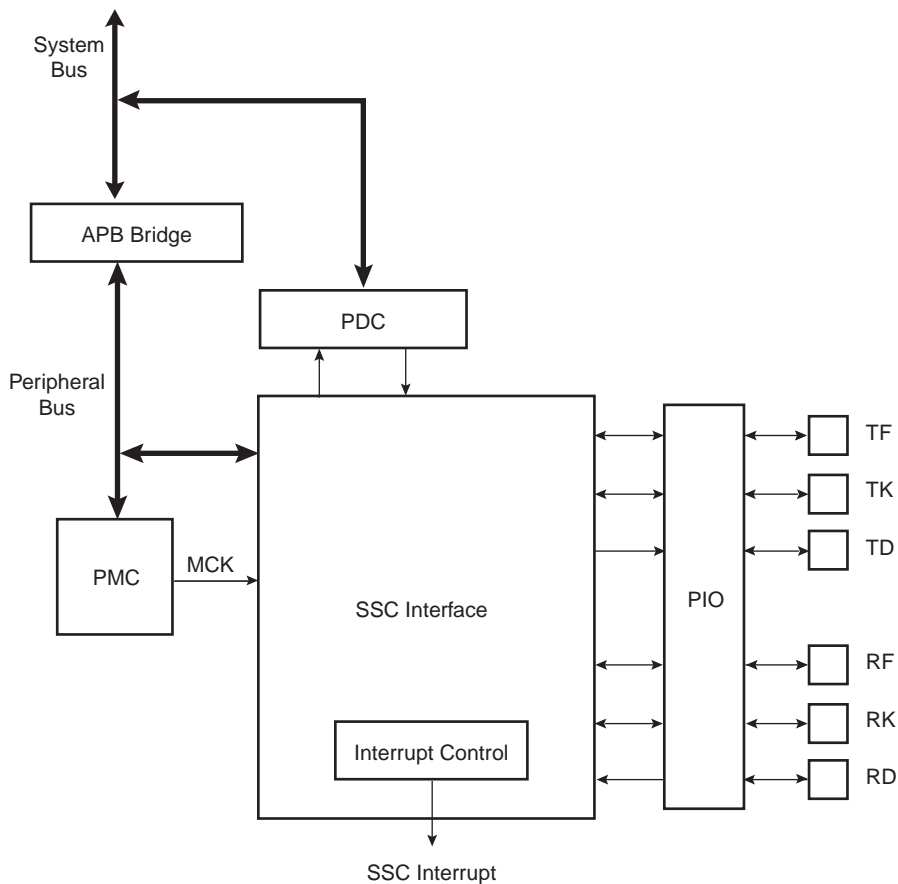 System
Bus
APB Bridge
PDC
Peripheral
Bus
TF
TK
TD
PMC
MCK
SSC Interface
PIO
RF
RK
RD
Interrupt Control
SSC Interrupt